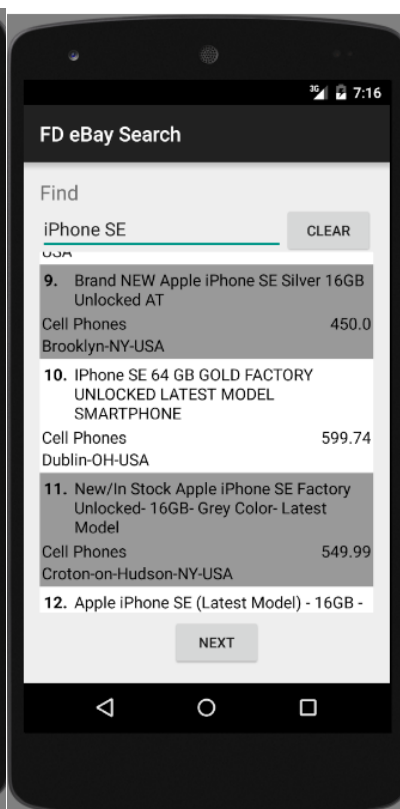 3G 7:16
FD eBay Search
Find
iPhone SE CLEAR
USA
9. Brand NEW Apple iPhone SE Silver 16GB
Unlocked AT
Cell Phones 450.0
Brooklyn-NY-USA
10. IPhone SE 64 GB GOLD FACTORY
UNLOCKED LATEST MODEL
SMARTPHONE
Cell Phones 599.74
Dublin-OH-USA
11. New/In Stock Apple iPhone SE Factory
Unlocked- 16GB- Grey Color- Latest
Model
Cell Phones 549.99
Croton-on-Hudson-NY-USA
12. Apple iPhone SE (Latest Model) - 16GB -
NEXT